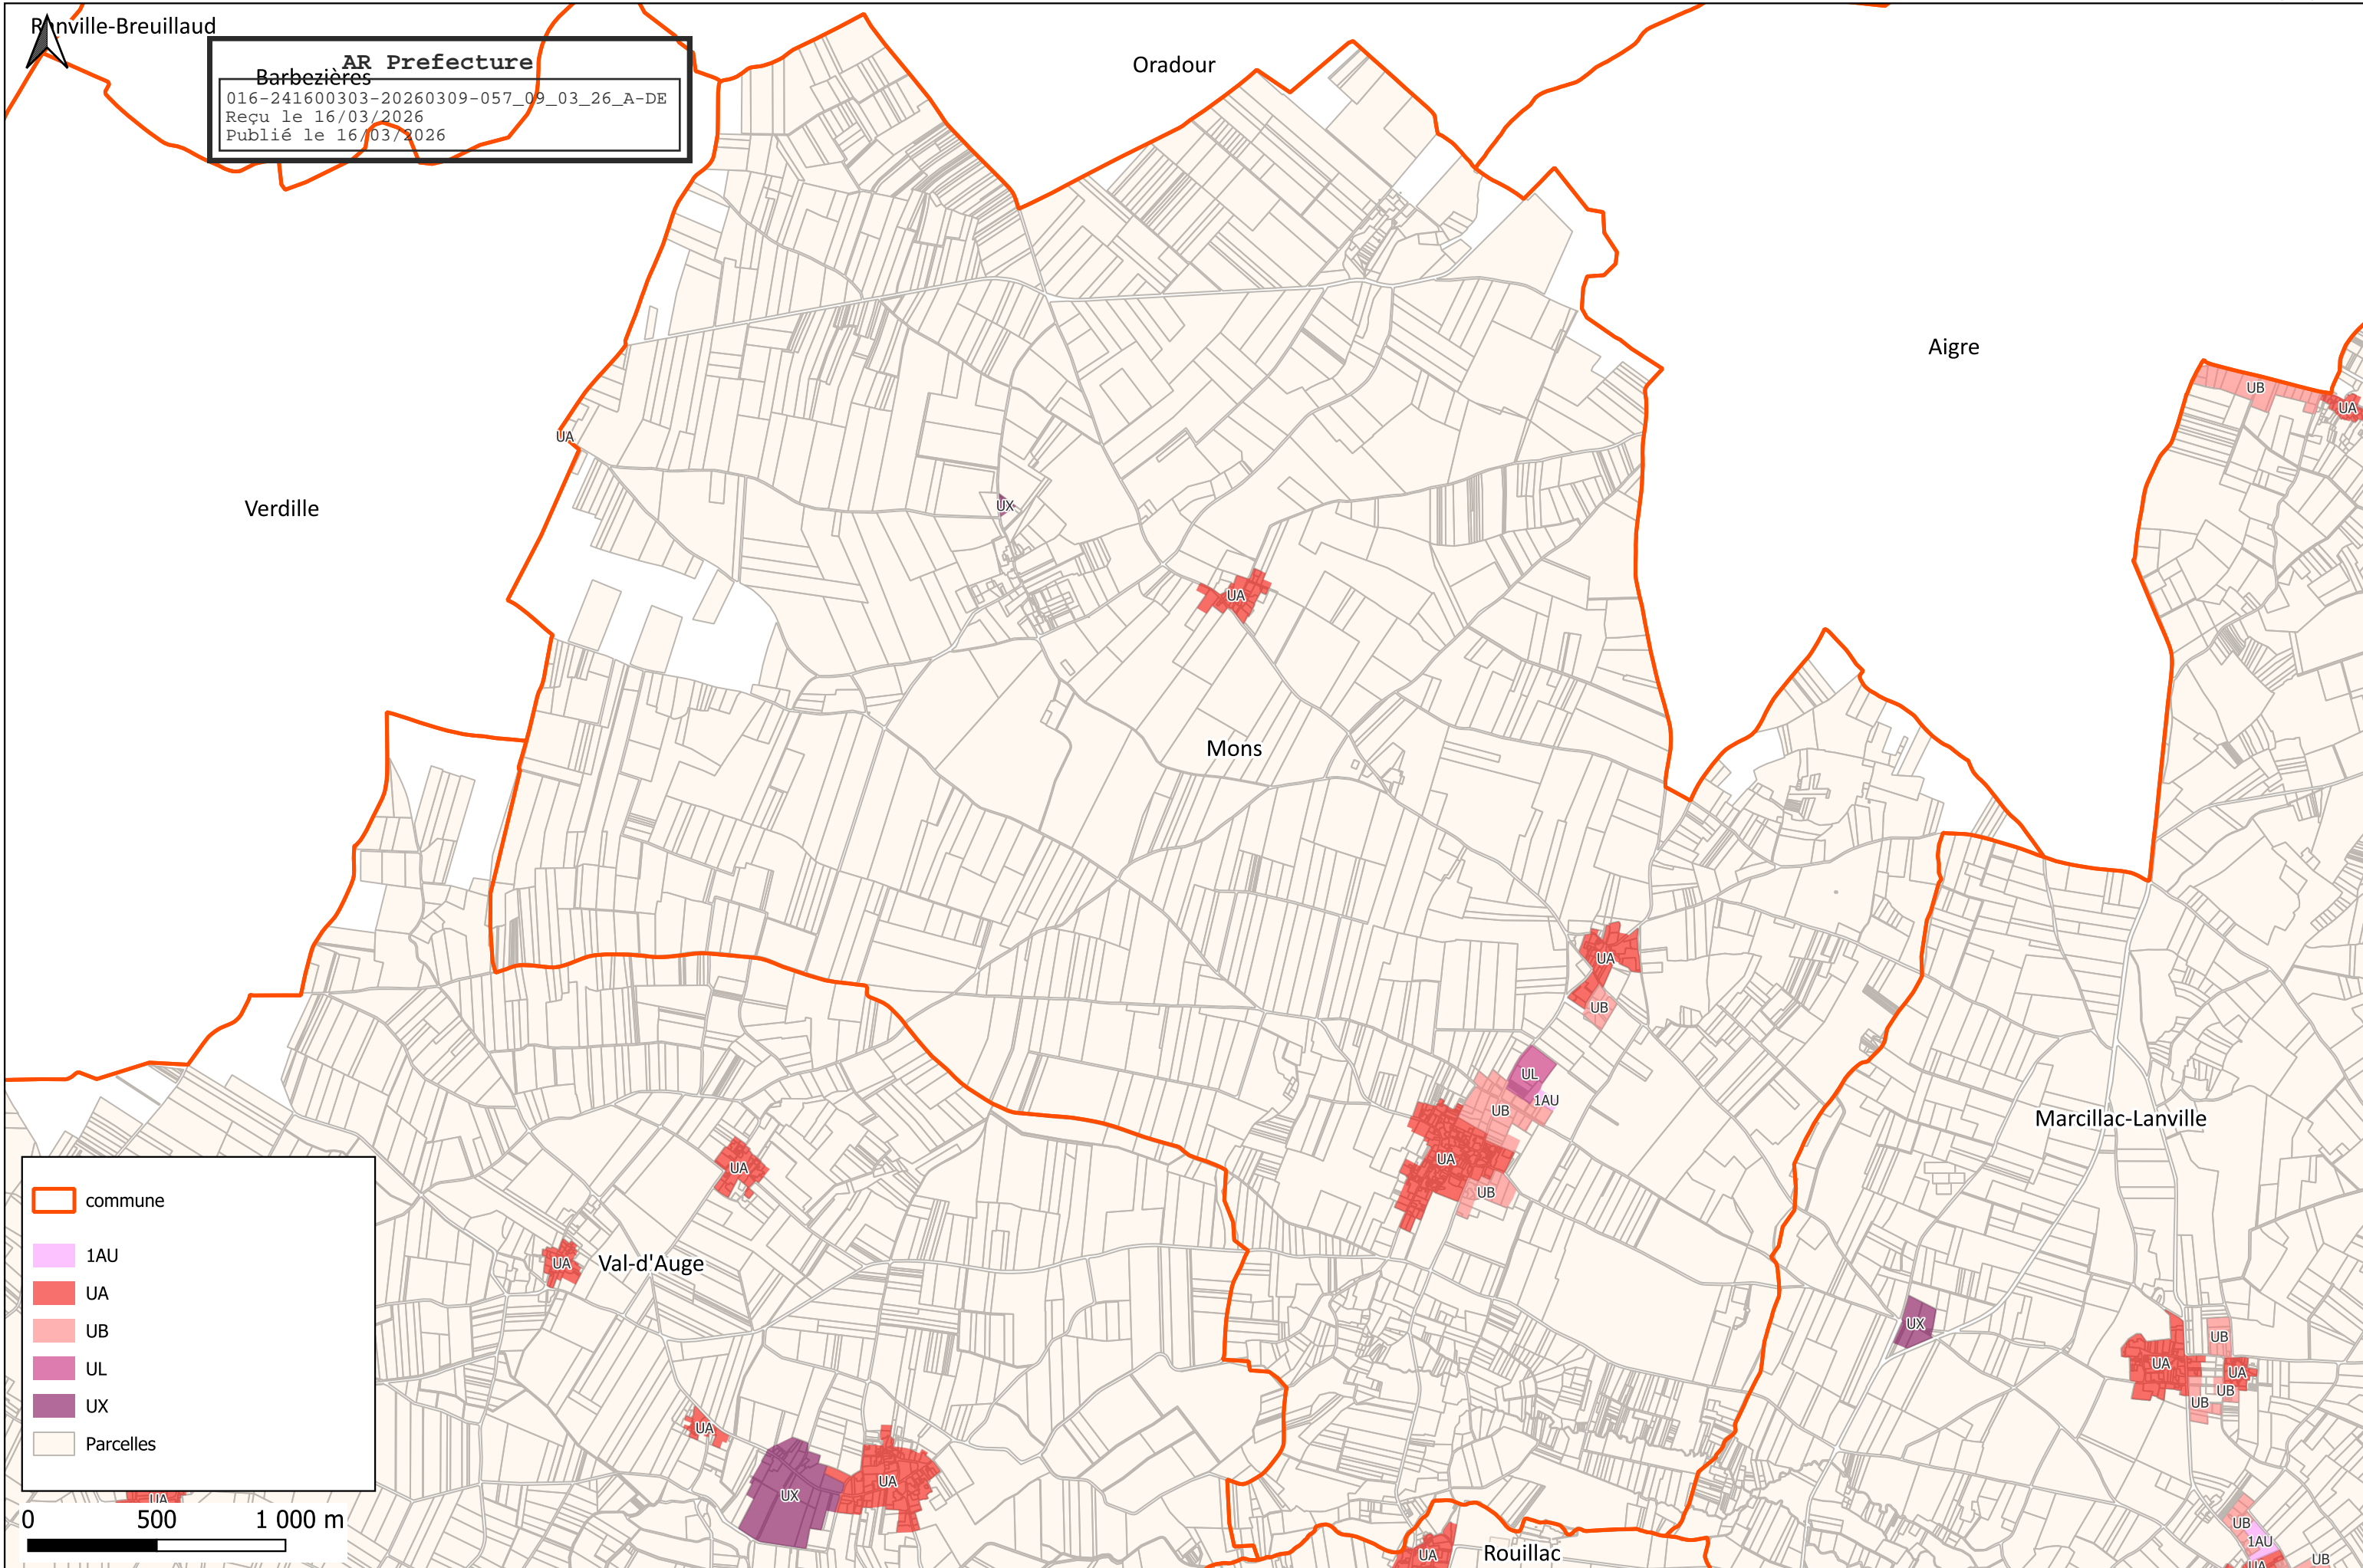 Ranville-Breuillaud
AR Prefecture
Barbezières
016-241600303-20260309-057_09_03_26_A-DE
Reçu le 16/03/2026
Publié le 16/03/2026
Oradour
Aigre
UB
UA
UA
Verdille
UX
UA
Mons
UA
UB
UL
1AU
UB
Marcillac-Lanville
UA
UA
UB
UA
Val-d'Auge
UX
UB
UA
UA
UB
UB
UA
UA
UX
UA
UB
1AU
Rouillac
UA
UB
UA
commune
1AU
UA
UB
UL
UX
Parcelles
UA
0 500 1 000 m